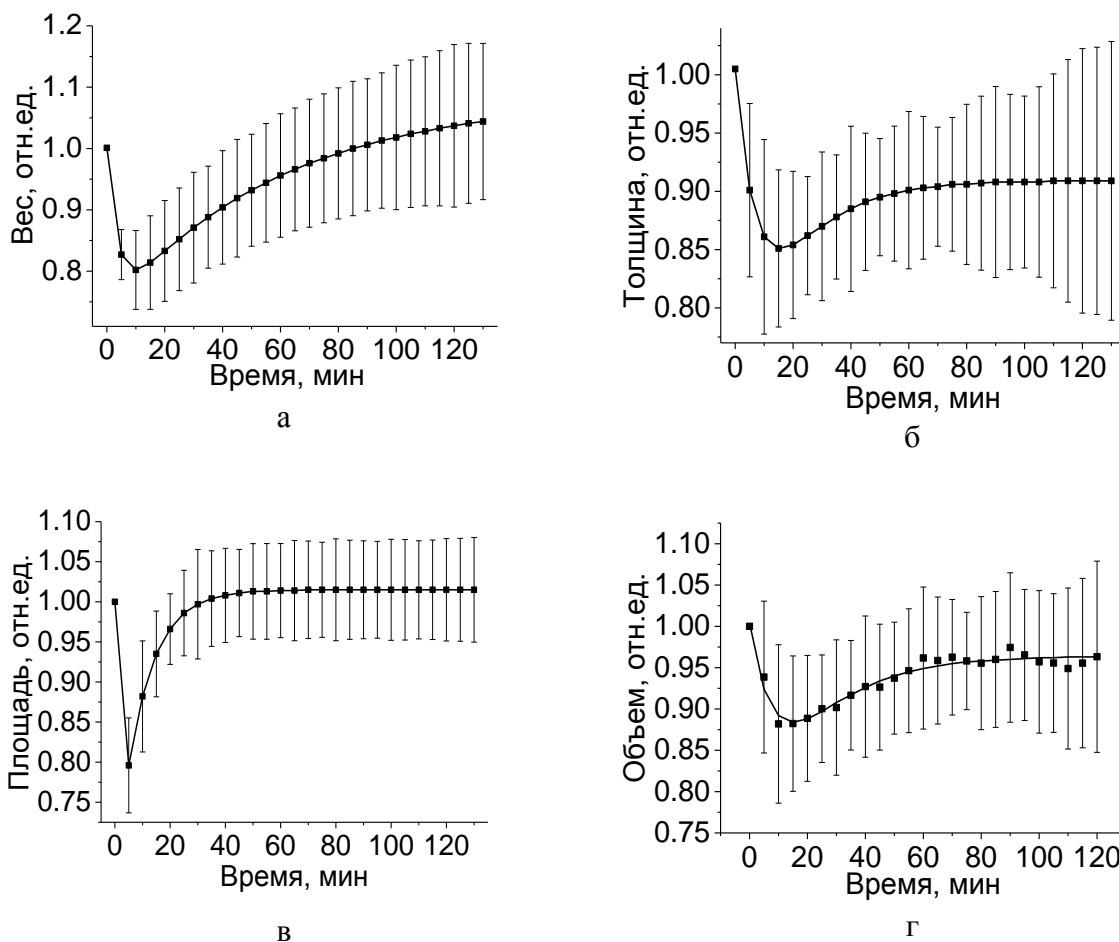 Вес, отн.ед.
1.2
1.1
1.0
0.9
0.8
0 20 40 60 80 100 120
Время, мин
а
Толщина, отн.ед.
1.00
0.95
0.90
0.85
0.80
0 20 40 60 80 100 120
Время, мин
б
Площадь, отн.ед.
1.10
1.05
1.00
0.95
0.90
0.85
0.80
0.75
0 20 40 60 80 100 120
Время, мин
в
Объем, отн.ед.
1.10
1.05
1.00
0.95
0.90
0.85
0.80
0.75
0 20 40 60 80 100 120
Время, мин
г